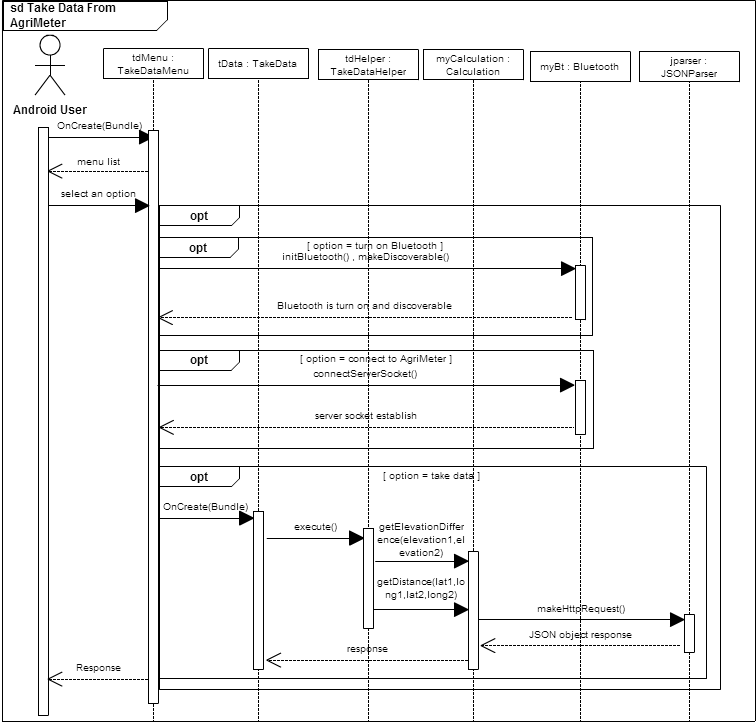 sd Take Data From
AgriMeter
tdMenu :
TakeDataMenu
tData : TakeData
tdHelper :
TakeDataHelper
myCalculation :
Calculation
myBt : Bluetooth
jparser :
JSONParser
Android User
OnCreate(Bundle)
menu list
select an option
opt
opt
[ option = turn on Bluetooth ]
initBluetooth() , makeDiscoverable()
Bluetooth is turn on and discoverable
opt
[ option = connect to AgriMeter ]
connectServerSocket()
server socket establish
opt
[ option = take data ]
OnCreate(Bundle)
execute()
getElevationDiffer
ence(elevation1,el
evation2)
getDistance(lat1,lo
ng1,lat2,long2)
makeHttpRequest()
JSON object response
response
Response